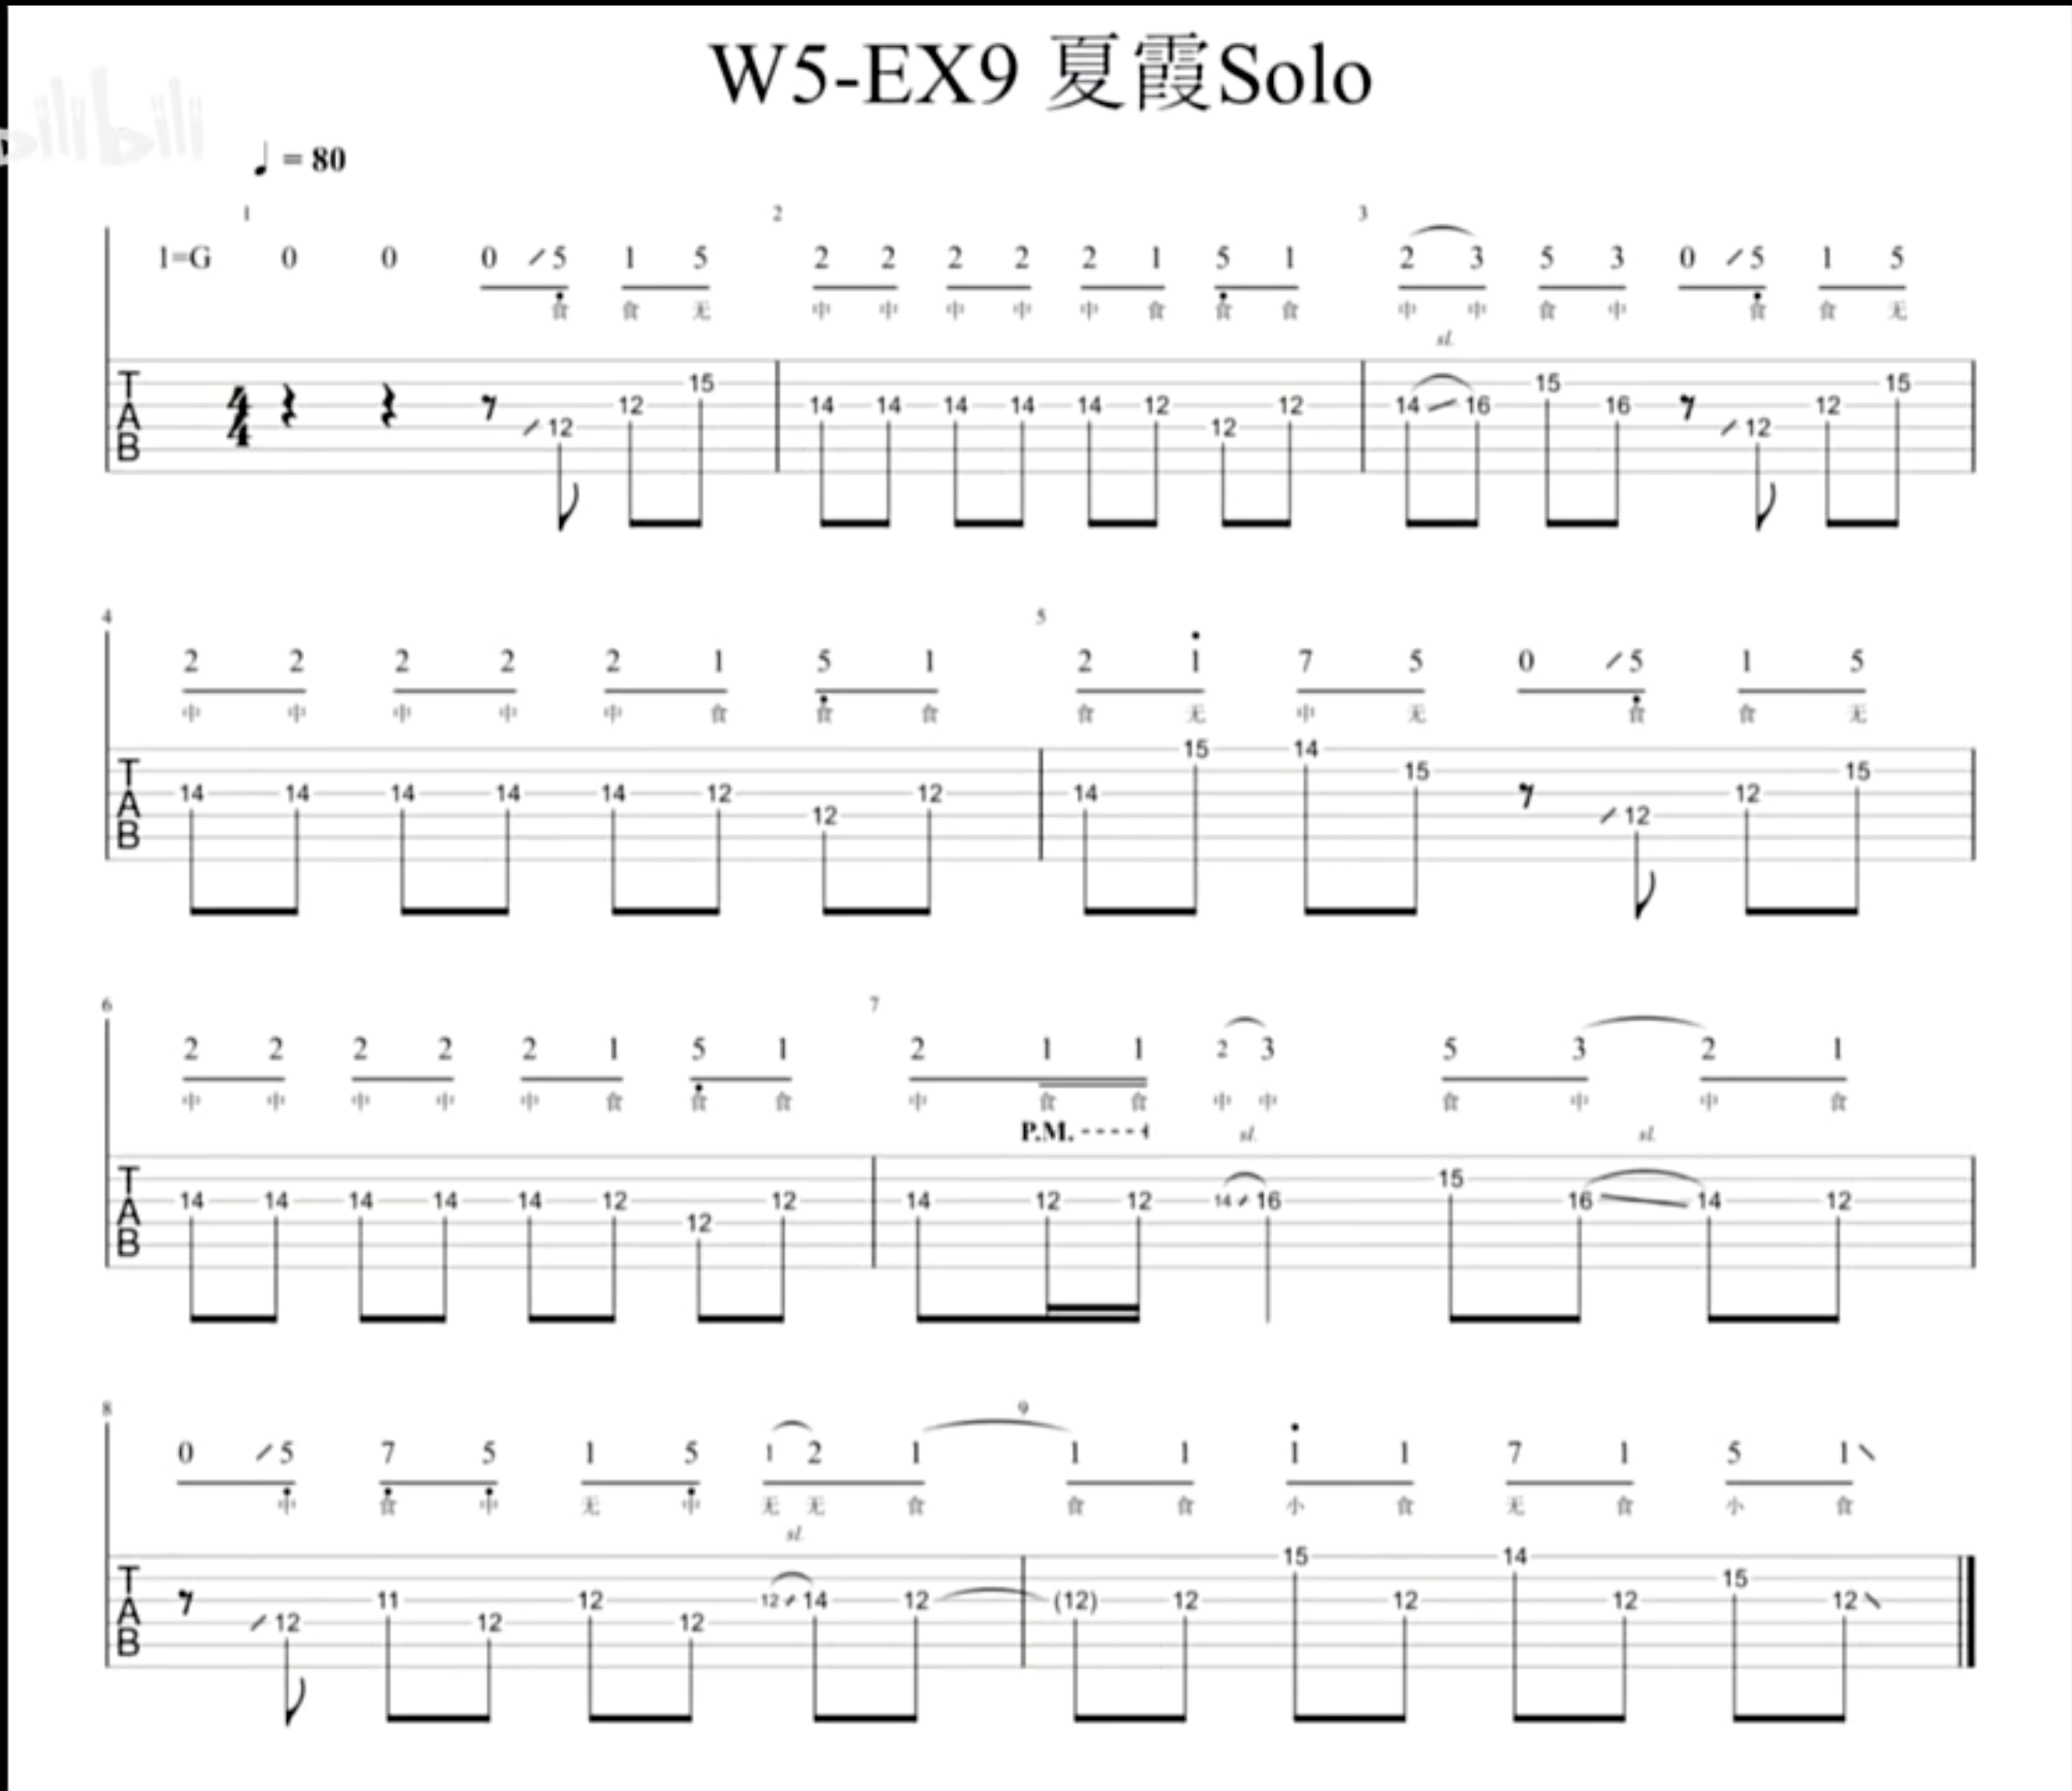 W5-EX9 夏霞Solo
bilibili
♩ = 80
1 2 3
1=G 0 0 0 5 1 5 2 2 2 2 2 1 5 1 2 3 5 3 0 5 1 5
食 食 无 中 中 中 中 中 食 食 食 中 中 食 中 食 食 无
sl.
T A B 4 4 12 12 15 14 14 14 14 14 12 12 12 14 16 15 16 12 12 15
4 5
2 2 2 2 2 1 5 1 2 1 7 5 0 5 1 5
中 中 中 中 中 食 食 食 食 无 中 无 食 食 无
T A B 14 14 14 14 14 12 12 12 14 15 14 15 12 12 15
6 7
2 2 2 2 2 1 5 1 2 1 1 2 3 5 3 2 1
中 中 中 中 中 食 食 食 中 食 食 中 中 食 中 中 食
P.M. sl. sl.
T A B 14 14 14 14 14 12 12 12 14 12 12 14 16 15 16 14 12
8 9
0 5 7 5 1 5 1 2 1 1 1 1 1 7 1 5 1
中 食 中 无 中 无 无 食 食 食 小 食 无 食 小 食
sl.
T A B 12 11 12 12 12 12 14 12 (12) 12 15 12 14 12 15 12